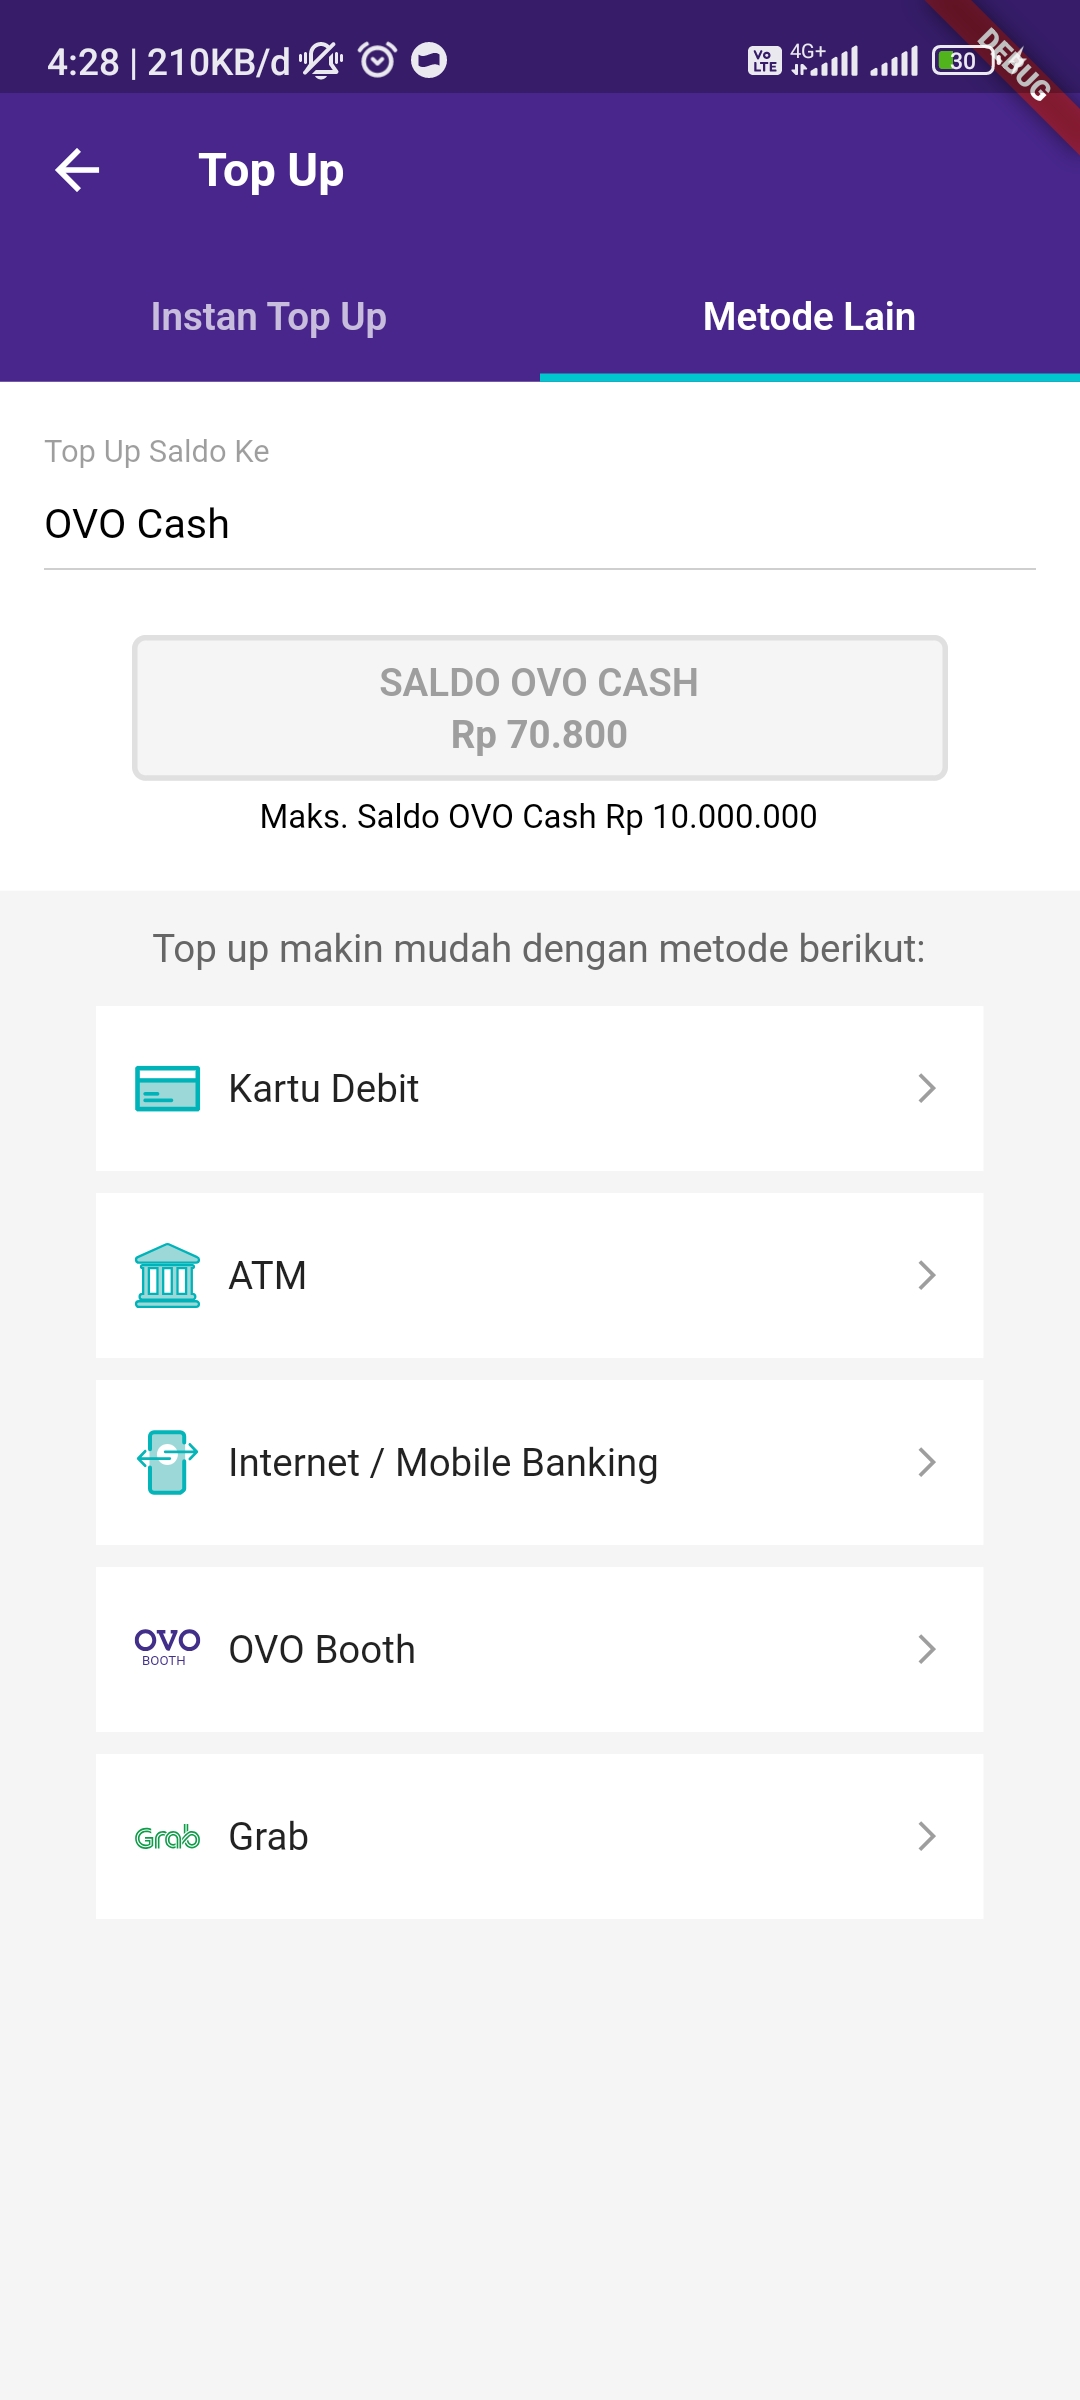 4:28 | 210KB/d
Vo LTE 4G+ 30
DEBUG
Top Up
Instan Top Up
Metode Lain
Top Up Saldo Ke
OVO Cash
SALDO OVO CASH
Rp 70.800
Maks. Saldo OVO Cash Rp 10.000.000
Top up makin mudah dengan metode berikut:
Kartu Debit
ATM
Internet / Mobile Banking
OVO
BOOTH
OVO Booth
Grab
Grab